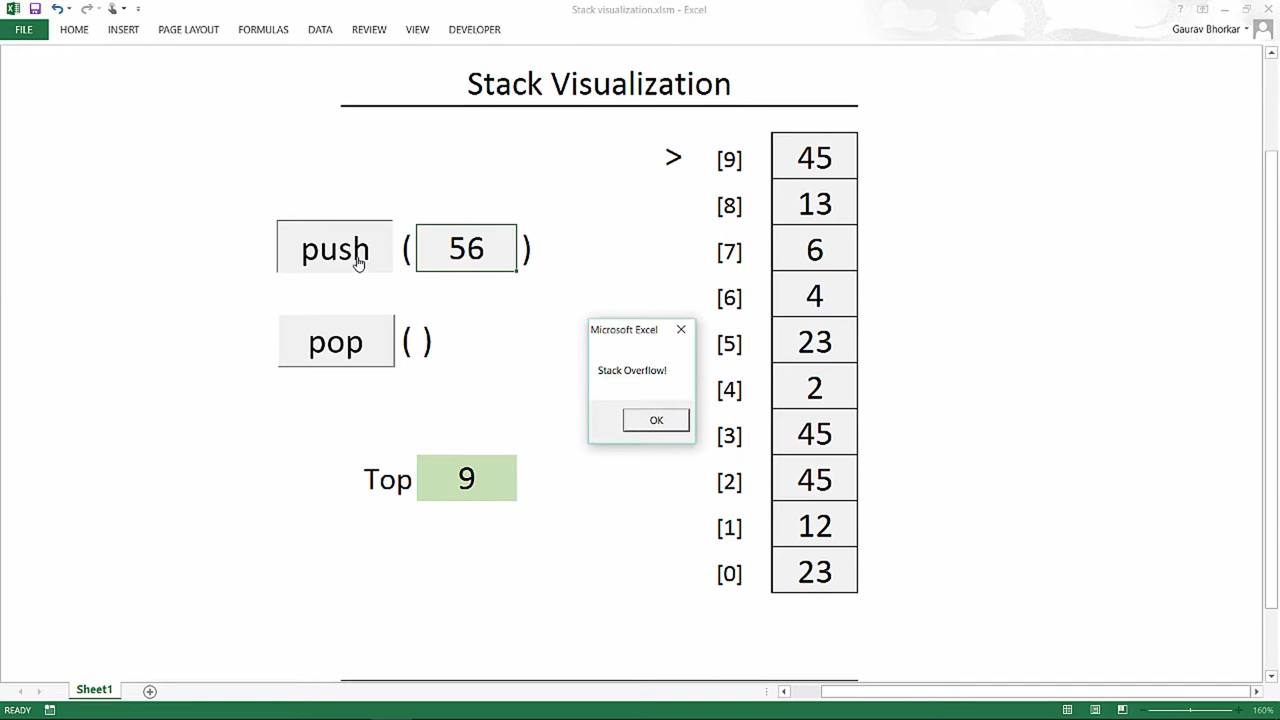 Stack visualization.xlsm - Excel
FILE HOME INSERT PAGE LAYOUT FORMULAS DATA REVIEW VIEW DEVELOPER Gaurav Bhorkar
Stack Visualization
> [9] 45
[8] 13
push ( 56 ) [7] 6
[6] 4
pop ( ) [5] 23
Microsoft Excel
Stack Overflow!
OK
[4] 2
[3] 45
Top 9 [2] 45
[1] 12
[0] 23
Sheet1
READY 160%